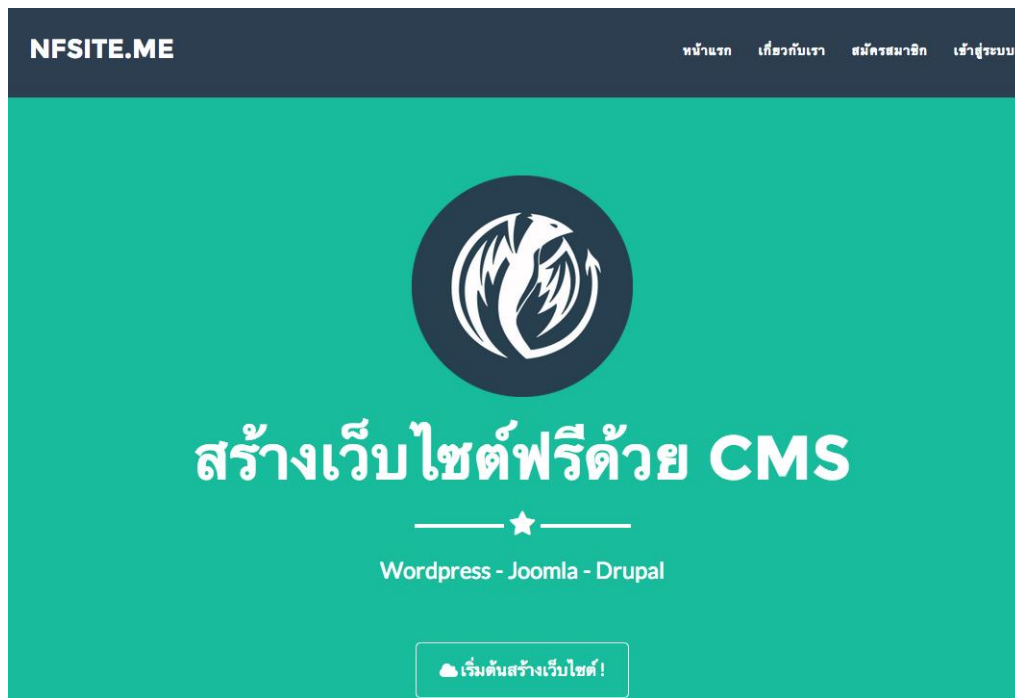 NFSITE.ME
หน้าแรก เกี่ยวกับเรา สมัครสมาชิก เข้าสู่ระบบ
สร้างเว็บไซต์ฟรีด้วย CMS
Wordpress - Joomla - Drupal
เริ่มต้นสร้างเว็บไซต์ !